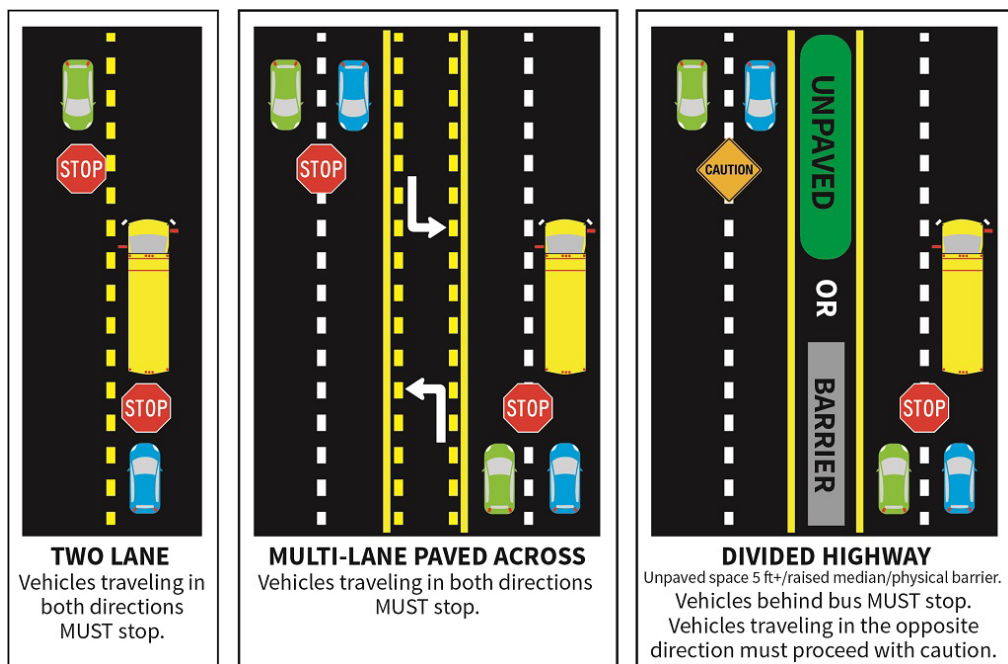 STOP
STOP
TWO LANE
Vehicles traveling in
both directions
MUST stop.
STOP
STOP
MULTI-LANE PAVED ACROSS
Vehicles traveling in both directions
MUST stop.
CAUTION
UNPAVED
OR
BARRIER
STOP
DIVIDED HIGHWAY
Unpaved space 5 ft+/raised median/physical barrier.
Vehicles behind bus MUST stop.
Vehicles traveling in the opposite
direction must proceed with caution.